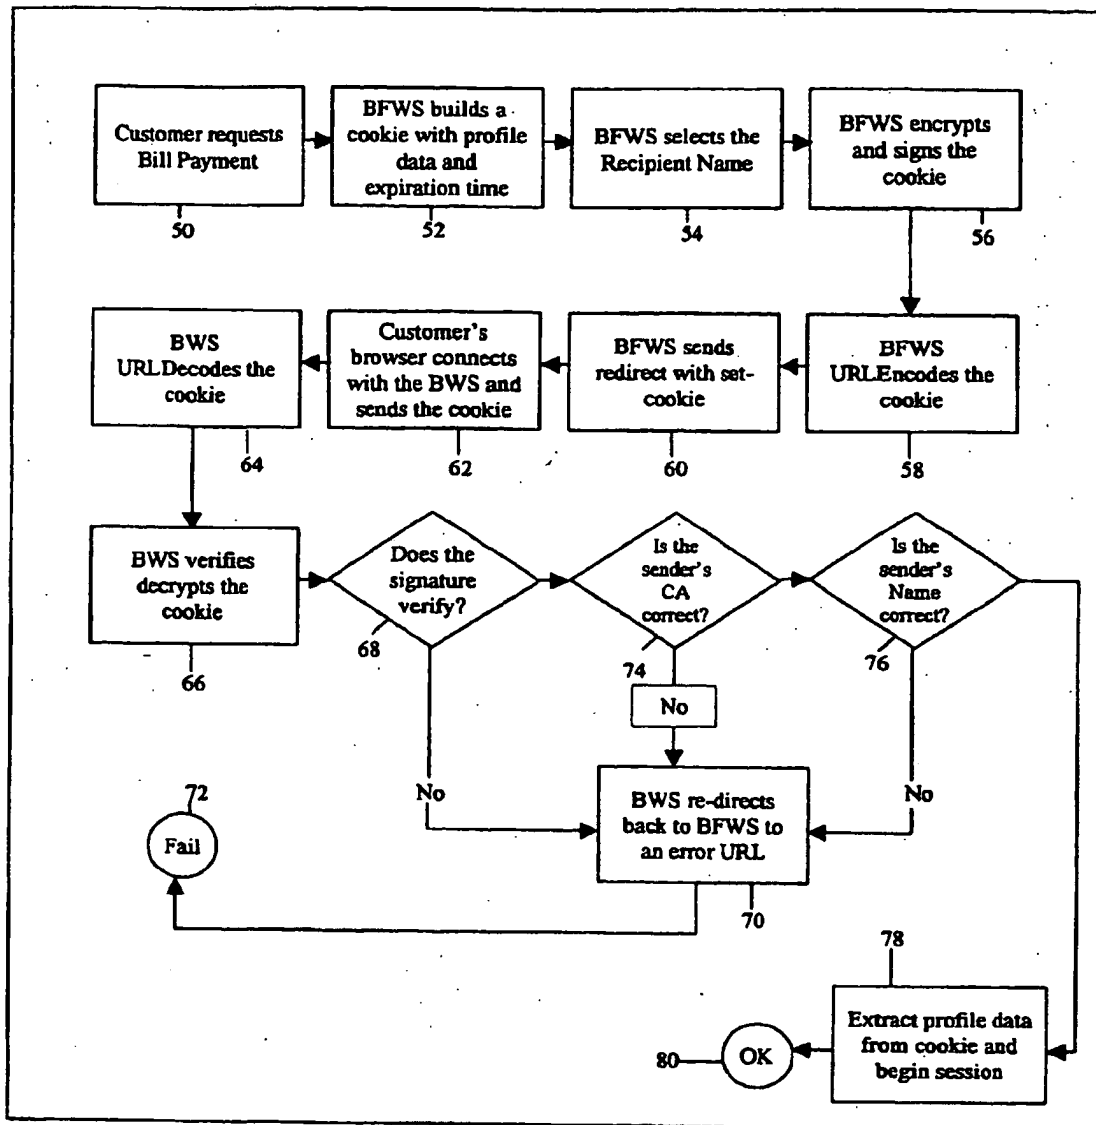 Customer requests
Bill Payment
50
BFWS builds a
cookie with profile
data and
expiration time
52
BFWS selects the
Recipient Name
54
BFWS encrypts
and signs the
cookie
56
BFWS
URLEncodes the
cookie
58
BFWS sends
redirect with set-
cookie
60
Customer's
browser connects
with the BWS and
sends the cookie
62
BWS
URLDecodes the
cookie
64
BWS verifies
decrypts the
cookie
66
Does the
signature
verify?
68
Is the
sender's
CA
correct?
74
Is the
sender's
Name
correct?
76
No
No
No
BWS re-directs
back to BFWS to
an error URL
70
72
Fail
78
Extract profile data
from cookie and
begin session
80
OK